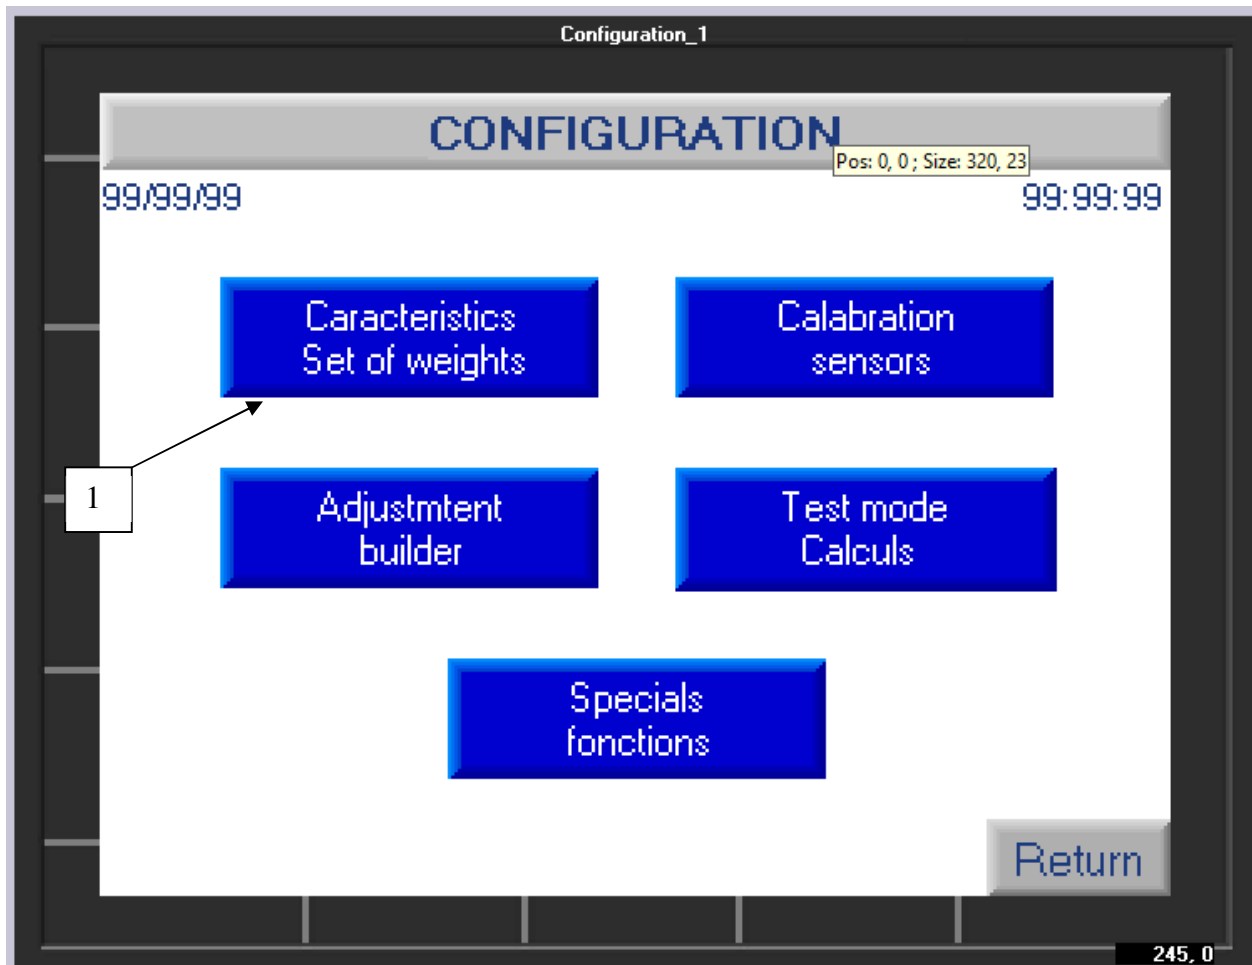 Configuration_1
CONFIGURATION
Pos: 0, 0 ; Size: 320, 23
99/99/99
99:99:99
Caracteristics
Set of weights
Calabration
sensors
1
Adjustmtent
builder
Test mode
Calculs
Specials
fonctions
Return
245, 0